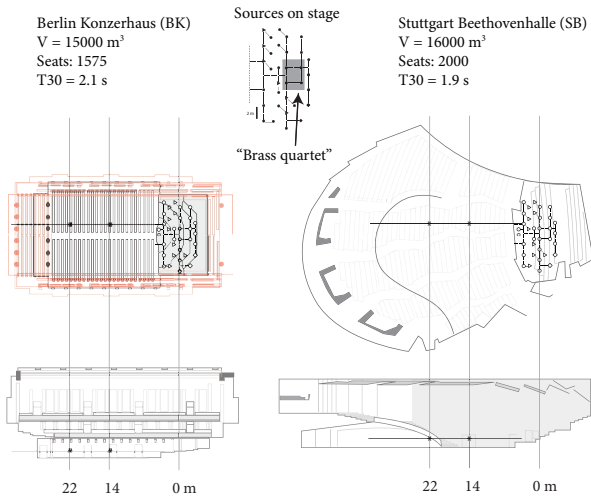 Berlin Konzerhaus (BK)
V = 15000 m³
Seats: 1575
T30 = 2.1 s
Sources on stage
2 m
"Brass quartet"
Stuttgart Beethovenhalle (SB)
V = 16000 m³
Seats: 2000
T30 = 1.9 s
22 14 0 m
22 14 0 m